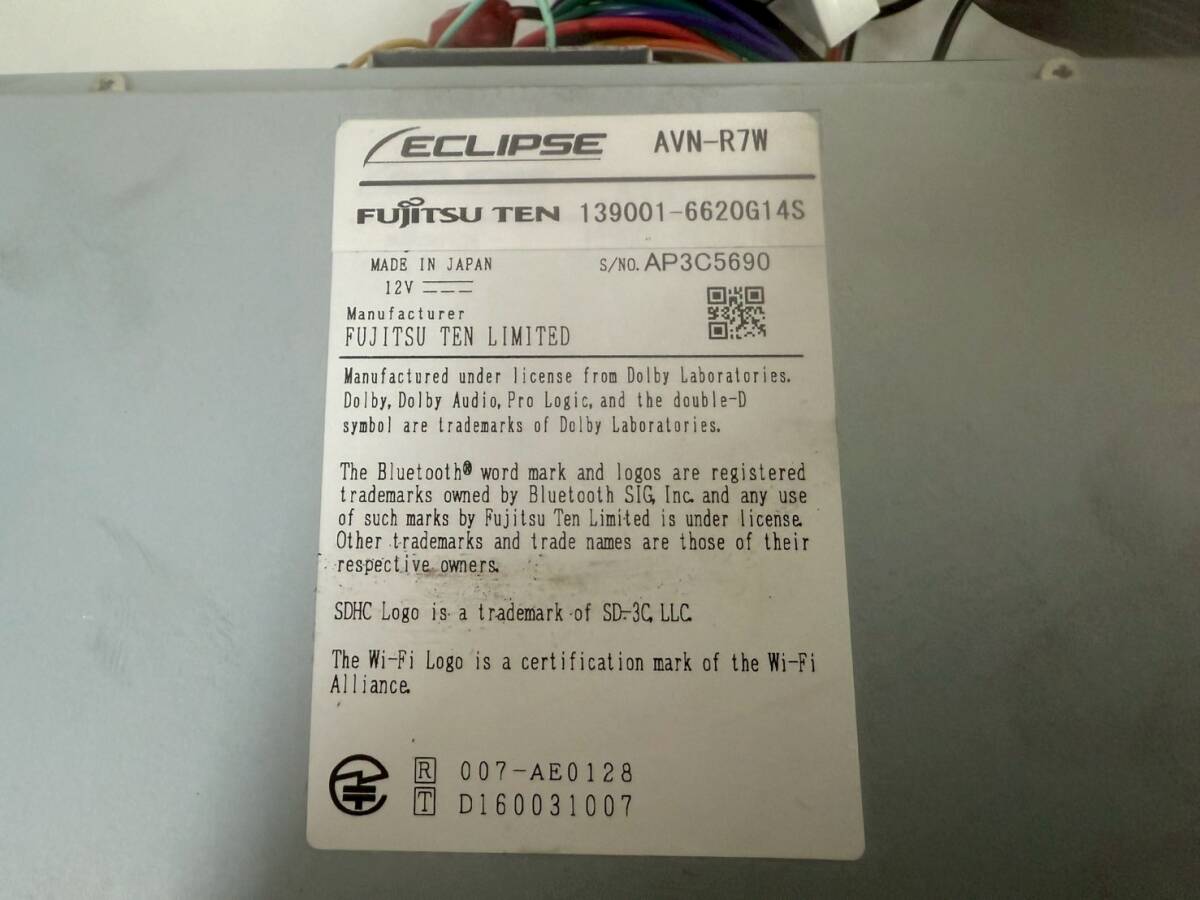 ECLIPSE AVN-R7W
FUJITSU TEN 139001-6620G14S
MADE IN JAPAN S/NO. AP3C5690
12V
Manufacturer
FUJITSU TEN LIMITED
Manufactured under license from Dolby Laboratories.
Dolby, Dolby Audio, Pro Logic, and the double-D
symbol are trademarks of Dolby Laboratories.
The Bluetooth® word mark and logos are registered
trademarks owned by Bluetooth SIG, Inc. and any use
of such marks by Fujitsu Ten Limited is under license.
Other trademarks and trade names are those of their
respective owners.
SDHC Logo is a trademark of SD-3C, LLC.
The Wi-Fi Logo is a certification mark of the Wi-Fi
Alliance.
R 007-AE0128
T D160031007